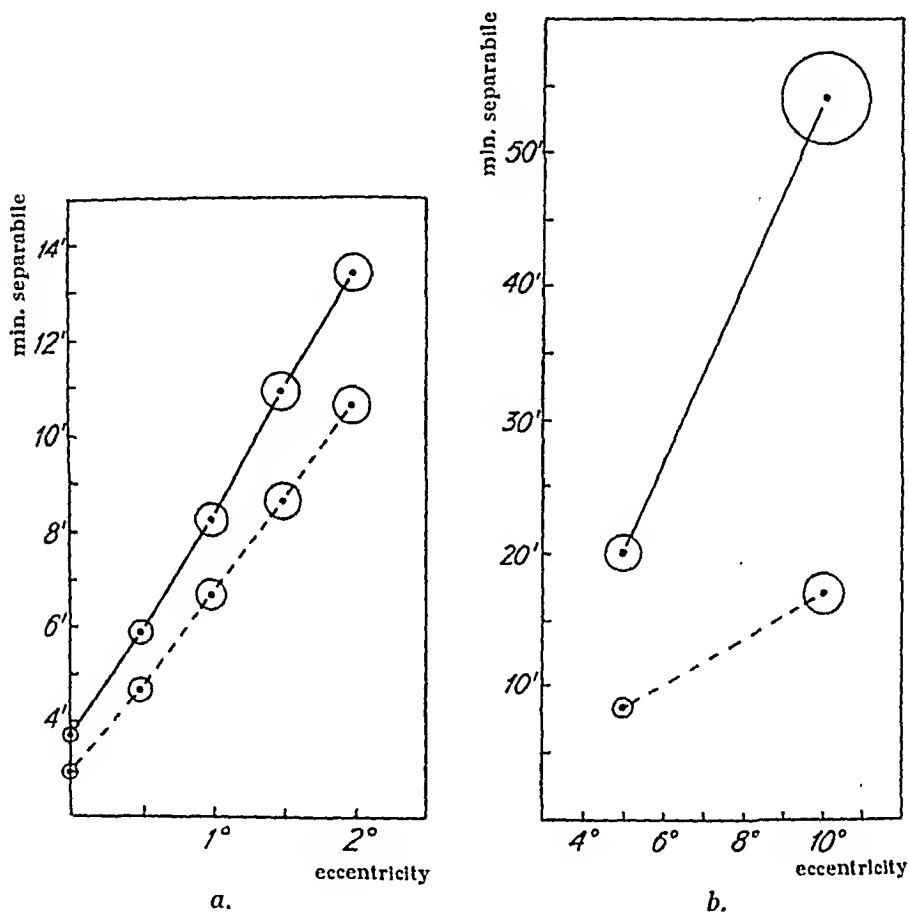 min. separabile
14'
12'
10'
8'
6'
4'
1°
2°
eccentricity
a.
min. separabile
50'
40'
30'
20'
10'
4°
6°
8°
10°
eccentricity
b.